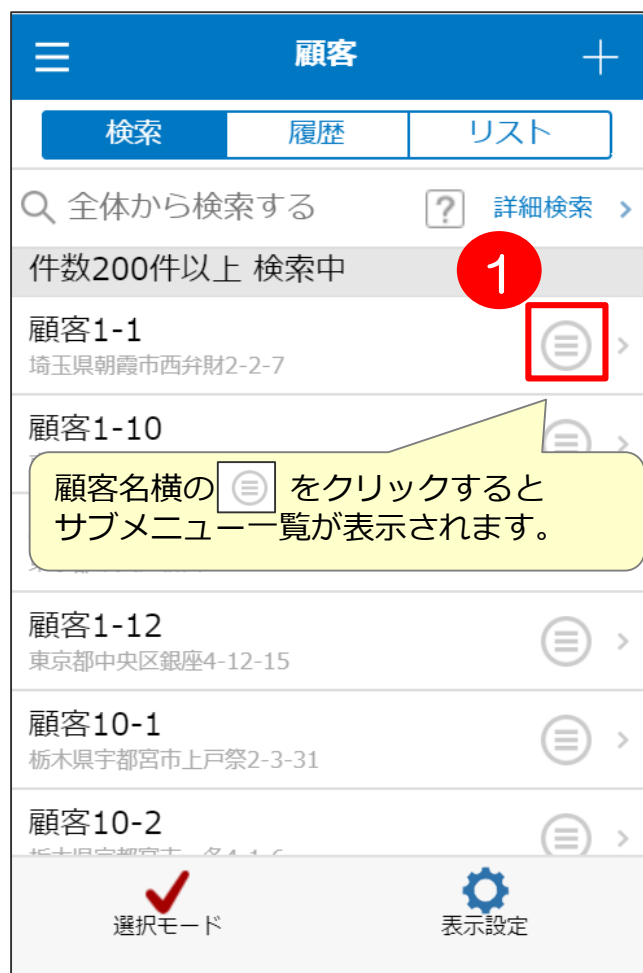 顧客
検索 履歴 リスト
全体から検索する ? 詳細検索
件数200件以上 検索中
1
顧客1-1
埼玉県朝霞市西弁財2-2-7
顧客1-10
顧客名横の をクリックすると
サブメニュー一覧が表示されます。
顧客1-12
東京都中央区銀座4-12-15
顧客10-1
栃木県宇都宮市上戸祭2-3-31
顧客10-2
選択モード 表示設定